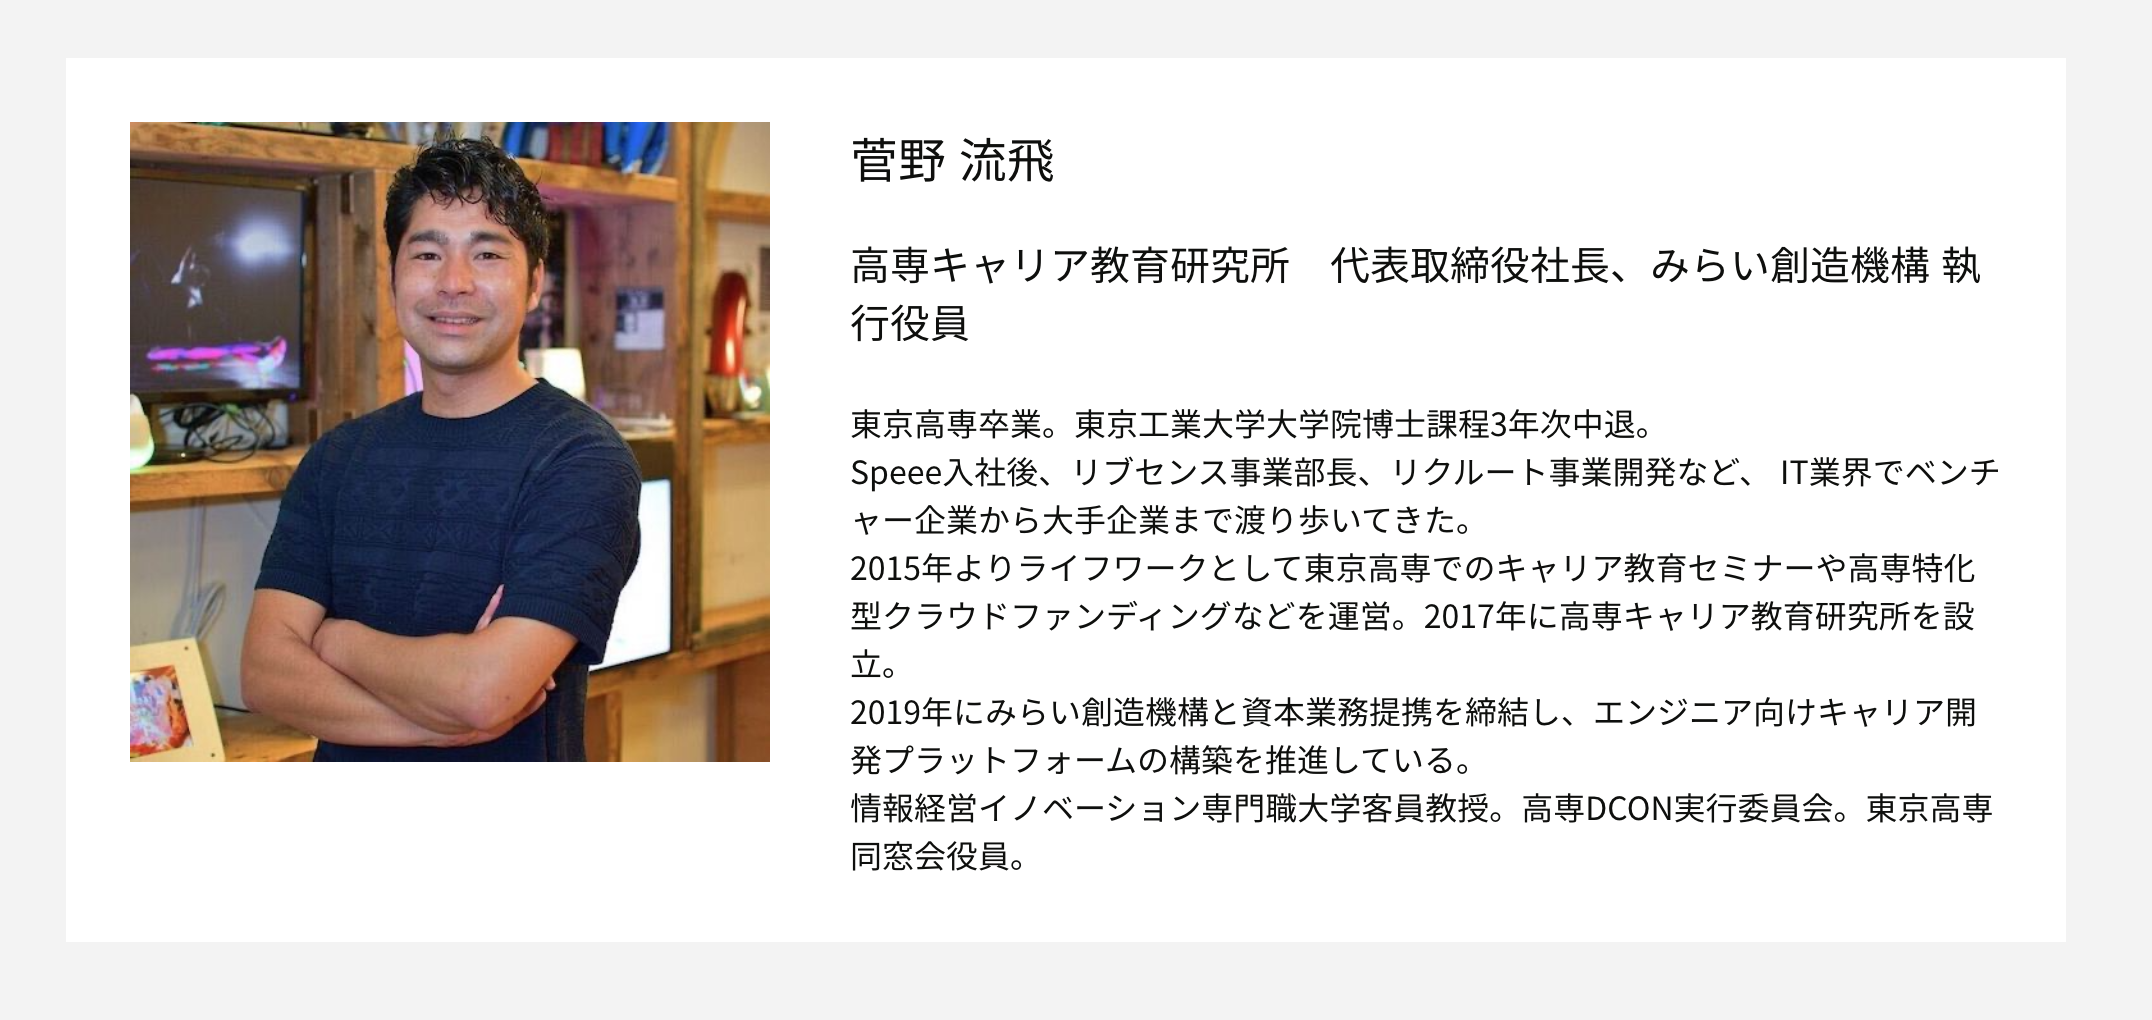 菅野 流飛
高専キャリア教育研究所　代表取締役社長、みらい創造機構 執
行役員
東京高専卒業。東京工業大学大学院博士課程3年次中退。
Speee入社後、リブセンス事業部長、リクルート事業開発など、 IT業界でベンチ
ャー企業から大手企業まで渡り歩いてきた。
2015年よりライフワークとして東京高専でのキャリア教育セミナーや高専特化
型クラウドファンディングなどを運営。2017年に高専キャリア教育研究所を設
立。
2019年にみらい創造機構と資本業務提携を締結し、エンジニア向けキャリア開
発プラットフォームの構築を推進している。
情報経営イノベーション専門職大学客員教授。高専DCON実行委員会。東京高専
同窓会役員。